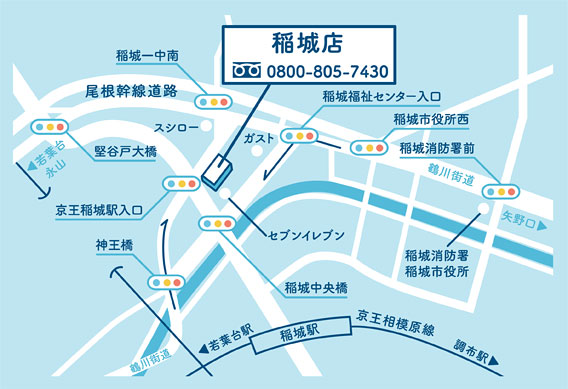 稲城店
0800-805-7430
稲城一中南
尾根幹線道路
スシロー
ガスト
稲城福祉センター入口
稲城市役所西
稲城消防署前
鶴川街道
矢野口
堅谷戸大橋
若葉台
永山
京王稲城駅入口
セブンイレブン
稲城消防署
稲城市役所
神王橋
稲城中央橋
鶴川街道
若葉台駅
稲城駅
京王相模原線
調布駅